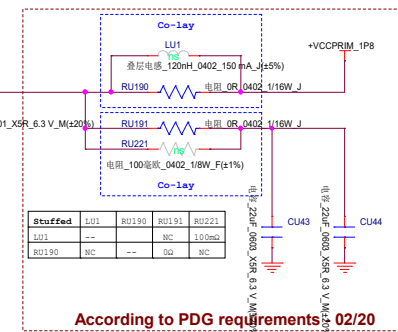 Co-lay
LU1
ns
叠层电感_120nH_0402_150 mA_J(±5%)
+VCCPRIM_1P8
RU190
电阻_0R_0402_1/16W_J
01_X5R_6.3 V_M(±20%)
RU191
电阻_0R_0402_1/16W_J
RU221
ns
电阻_100毫欧_0402_1/8W_F(±1%)
Co-lay
电容_22uF_0603_X5R_6.3 V_M(±20%)
CU43
电容_22uF_0603_X5R_6.3 V_M(±20%)
CU44
Stuffed LU1 RU190 RU191 RU221
LU1 -- NC 100mΩ
RU190 NC -- 0Ω NC
According to PDG requirements 02/20